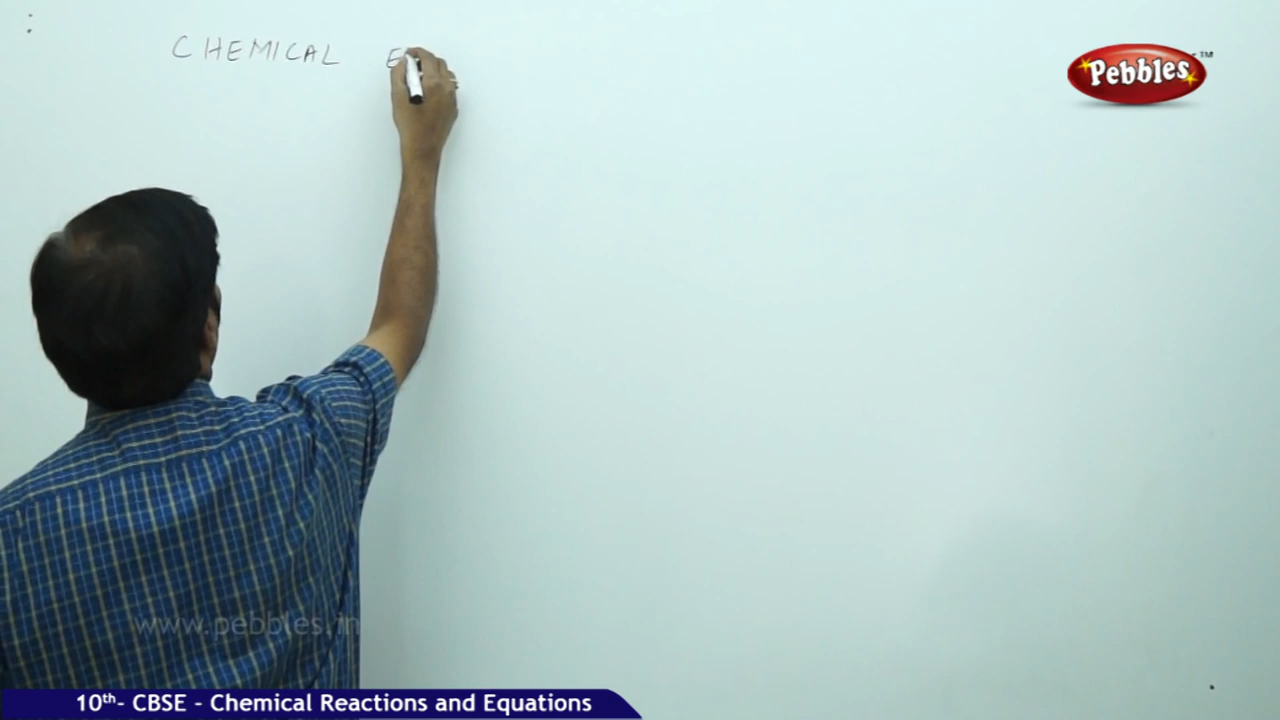 CHEMICAL E
Pebbles
www.pebbles.in
10th- CBSE - Chemical Reactions and Equations